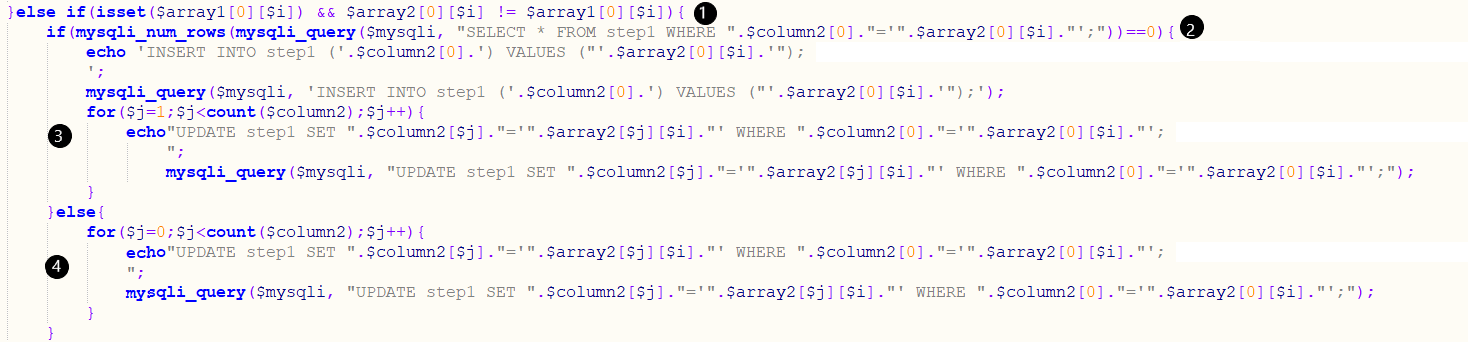 }else if(isset($array1[0][$i]) && $array2[0][$i] != $array1[0][$i]){ 1
if(mysqli_num_rows(mysqli_query($mysqli, "SELECT * FROM step1 WHERE ".$column2[0]."='".$array2[0][$i]."';"))==0){ 2
echo 'INSERT INTO step1 ('.$column2[0].') VALUES ("'.$array2[0][$i].'");
';
mysqli_query($mysqli, 'INSERT INTO step1 ('.$column2[0].') VALUES ("'.$array2[0][$i].'");');
for($j=1;$j<count($column2);$j++){
3 echo"UPDATE step1 SET ".$column2[$j]."='".$array2[$j][$i]."' WHERE ".$column2[0]."='".$array2[0][$i]."';
";
mysqli_query($mysqli, "UPDATE step1 SET ".$column2[$j]."='".$array2[$j][$i]."' WHERE ".$column2[0]."='".$array2[0][$i]."';");
}
}else{
for($j=0;$j<count($column2);$j++){
4 echo"UPDATE step1 SET ".$column2[$j]."='".$array2[$j][$i]."' WHERE ".$column2[0]."='".$array2[0][$i]."';
";
mysqli_query($mysqli, "UPDATE step1 SET ".$column2[$j]."='".$array2[$j][$i]."' WHERE ".$column2[0]."='".$array2[0][$i]."';");
}
}